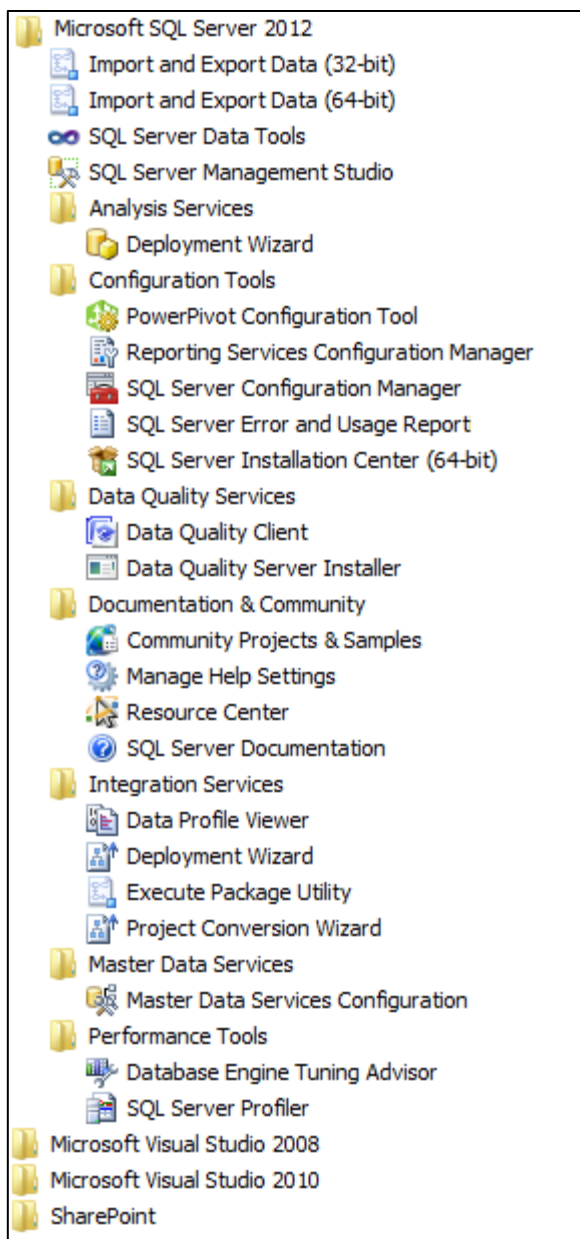 Microsoft SQL Server 2012
Import and Export Data (32-bit)
Import and Export Data (64-bit)
SQL Server Data Tools
SQL Server Management Studio
Analysis Services
Deployment Wizard
Configuration Tools
PowerPivot Configuration Tool
Reporting Services Configuration Manager
SQL Server Configuration Manager
SQL Server Error and Usage Report
SQL Server Installation Center (64-bit)
Data Quality Services
Data Quality Client
Data Quality Server Installer
Documentation & Community
Community Projects & Samples
Manage Help Settings
Resource Center
SQL Server Documentation
Integration Services
Data Profile Viewer
Deployment Wizard
Execute Package Utility
Project Conversion Wizard
Master Data Services
Master Data Services Configuration
Performance Tools
Database Engine Tuning Advisor
SQL Server Profiler
Microsoft Visual Studio 2008
Microsoft Visual Studio 2010
SharePoint